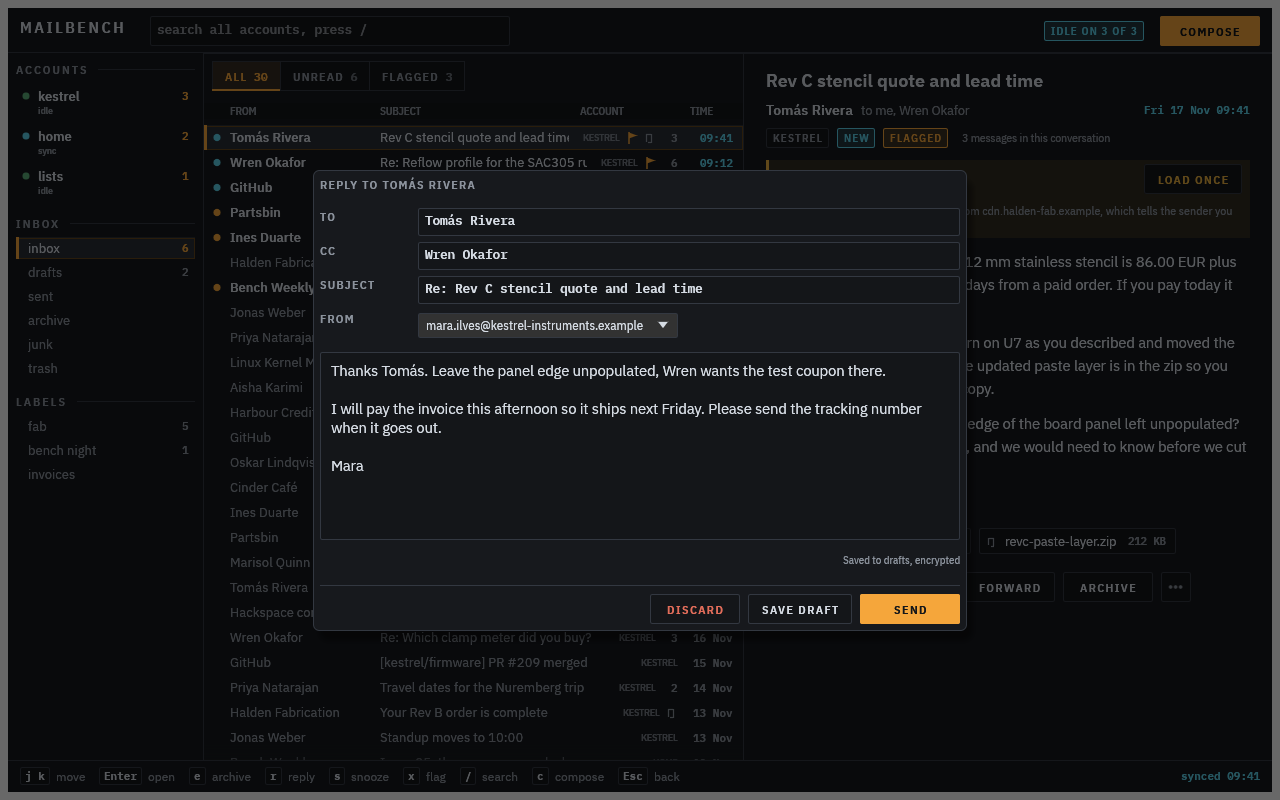 MAILBENCH
search all accounts, press /
IDLE ON 3 OF 3
COMPOSE
ACCOUNTS
kestrel 3
idle
home 2
sync
lists 1
idle
INBOX
inbox 6
drafts 2
sent
archive
junk
trash
LABELS
fab 5
bench night 1
invoices
ALL 30
UNREAD 6
FLAGGED 3
FROM SUBJECT ACCOUNT TIME
Tomás Rivera Rev C stencil quote and lead time KESTREL 3 09:41
Wren Okafor Re: Reflow profile for the SAC305 KESTREL 6 09:12
GitHub
Partsbin
Ines Duarte
Halden
Bench Weekly
Jonas Weber
Priya
Linux Kernel
Aisha Karimi
Harbour
GitHub
Oskar
Cinder Café
Ines Duarte
Partsbin
Marisol Quinn
Tomás Rivera
Hackspace
Wren Okafor Re: Which clamp meter did you buy? KESTREL 3 16 Nov
GitHub [kestrel/firmware] PR #209 merged KESTREL 15 Nov
Priya Natarajan Travel dates for the Nuremberg trip KESTREL 2 14 Nov
Halden Fabrication Your Rev B order is complete KESTREL 13 Nov
Jonas Weber Standup moves to 10:00 KESTREL 13 Nov
Rev C stencil quote and lead time
Tomás Rivera to me, Wren Okafor Fri 17 Nov 09:41
KESTREL NEW FLAGGED 3 messages in this conversation
LOAD ONCE
cdn.halden-fab.example, which tells the sender you
12 mm stainless stencil is 86.00 EUR plus
days from a paid order. If you pay today it
on U7 as you described and moved the
updated paste layer is in the zip so you
edge of the board panel left unpopulated?
, and we would need to know before we cut
revc-paste-layer.zip 212 KB
FORWARD
ARCHIVE
•••
REPLY TO TOMÁS RIVERA
TO Tomás Rivera
CC Wren Okafor
SUBJECT Re: Rev C stencil quote and lead time
FROM mara.ilves@kestrel-instruments.example
Thanks Tomás. Leave the panel edge unpopulated, Wren wants the test coupon there.
I will pay the invoice this afternoon so it ships next Friday. Please send the tracking number
when it goes out.
Mara
Saved to drafts, encrypted
DISCARD
SAVE DRAFT
SEND
j k move Enter open e archive r reply s snooze x flag / search c compose Esc back
synced 09:41